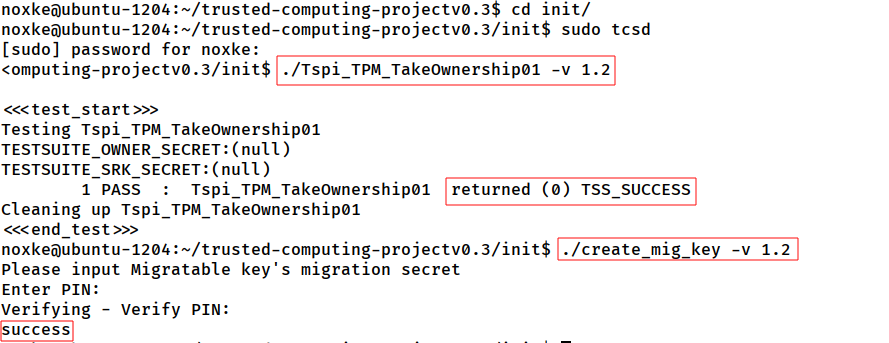 noxke@ubuntu-1204:~/trusted-computing-projectv0.3$ cd init/
noxke@ubuntu-1204:~/trusted-computing-projectv0.3/init$ sudo tcsd
[sudo] password for noxke:
<omputing-projectv0.3/init$ ./Tspi_TPM_TakeOwnership01 -v 1.2
<<<test_start>>>
Testing Tspi_TPM_TakeOwnership01
TESTSUITE_OWNER_SECRET:(null)
TESTSUITE_SRK_SECRET:(null)
1 PASS : Tspi_TPM_TakeOwnership01 returned (0) TSS_SUCCESS
Cleaning up Tspi_TPM_TakeOwnership01
<<<end_test>>>
noxke@ubuntu-1204:~/trusted-computing-projectv0.3/init$ ./create_mig_key -v 1.2
Please input Migratable key's migration secret
Enter PIN:
Verifying - Verify PIN:
success